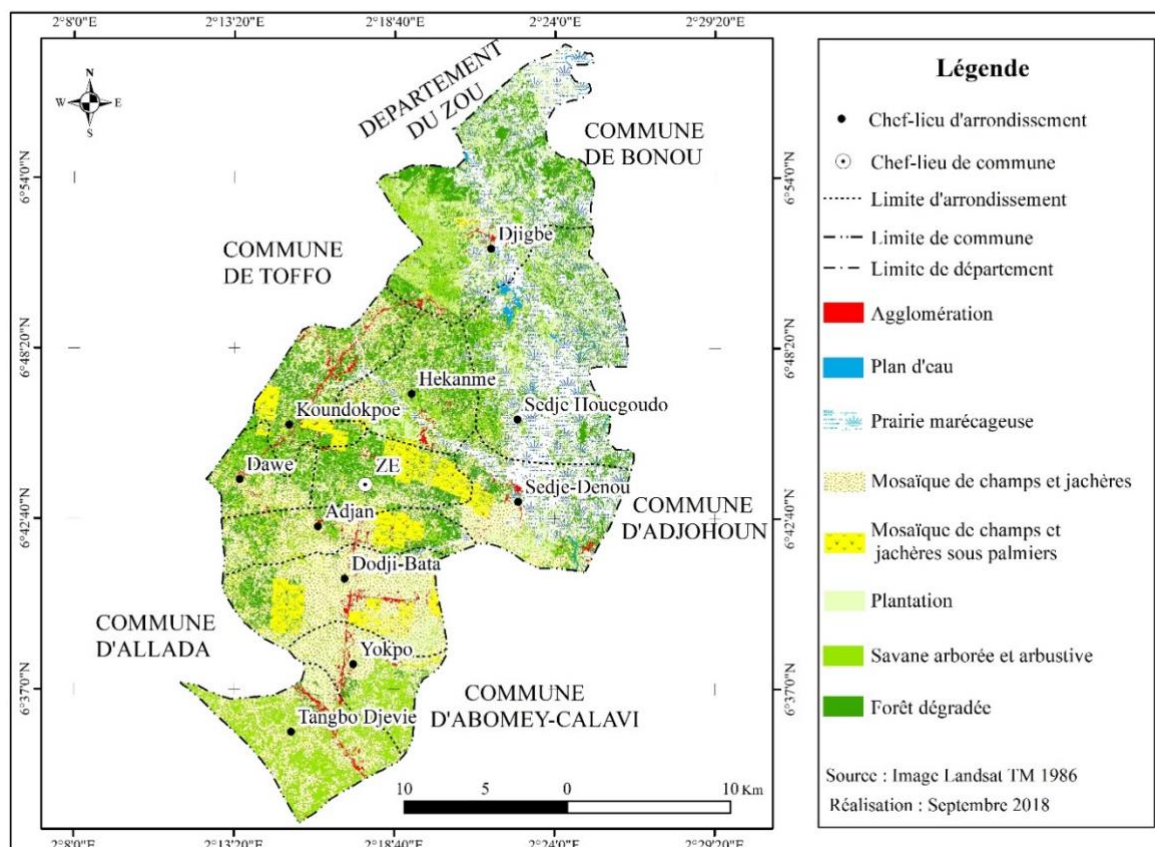 2°8'0"E 2°13'20"E 2°18'40"E 2°24'0"E 2°29'20"E
N
W E
S
DEPARTEMENT
DU ZOU
COMMUNE
DE BONOU
6°54'0"N 6°54'0"N
Djigbe
COMMUNE
DE TOFFO
6°48'20"N 6°48'20"N
Hekanme
Sedje Houegoudo
Koundokpoe
Dawe
ZE
Sedje-Denou
6°42'40"N 6°42'40"N
COMMUNE
D'ADJOHOUN
Adjan
Dodji-Bata
COMMUNE
D'ALLADA
Yokpo
6°37'0"N 6°37'0"N
COMMUNE
D'ABOMEY-CALAVI
Tangbo Djevie
10 5 0 10 Km
2°8'0"E 2°13'20"E 2°18'40"E 2°24'0"E 2°29'20"E
Légende
Chef-lieu d'arrondissement
Chef-lieu de commune
Limite d'arrondissement
Limite de commune
Limite de département
Agglomération
Plan d'eau
Prairie marécageuse
Mosaïque de champs et jachères
Mosaïque de champs et
jachères sous palmiers
Plantation
Savane arborée et arbustive
Forêt dégradée
Source : Image Landsat TM 1986
Réalisation : Septembre 2018